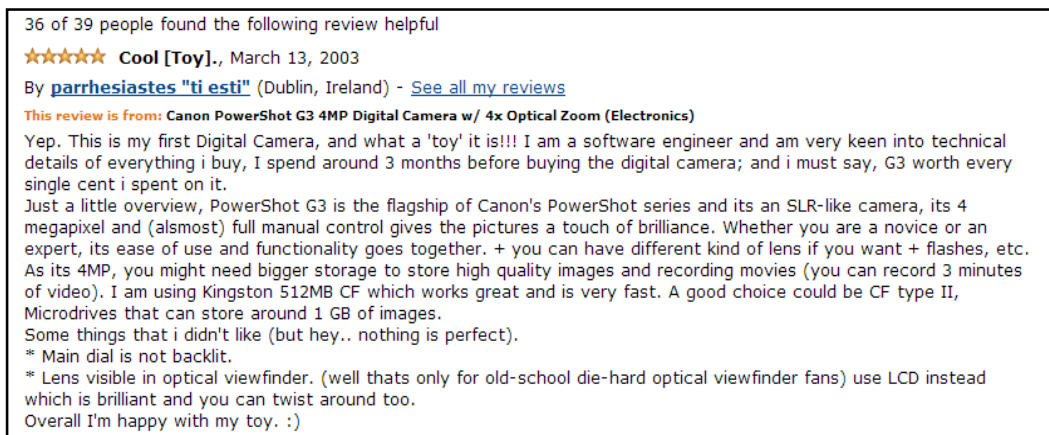 36 of 39 people found the following review helpful
Cool [Toy]., March 13, 2003
By parrhesiastes "ti esti" (Dublin, Ireland) - See all my reviews
This review is from: Canon PowerShot G3 4MP Digital Camera w/ 4x Optical Zoom (Electronics)
Yep. This is my first Digital Camera, and what a 'toy' it is!!! I am a software engineer and am very keen into technical
details of everything i buy, I spend around 3 months before buying the digital camera; and i must say, G3 worth every
single cent i spent on it.
Just a little overview, PowerShot G3 is the flagship of Canon's PowerShot series and its an SLR-like camera, its 4
megapixel and (alsmost) full manual control gives the pictures a touch of brilliance. Whether you are a novice or an
expert, its ease of use and functionality goes together. + you can have different kind of lens if you want + flashes, etc.
As its 4MP, you might need bigger storage to store high quality images and recording movies (you can record 3 minutes
of video). I am using Kingston 512MB CF which works great and is very fast. A good choice could be CF type II,
Microdrives that can store around 1 GB of images.
Some things that i didn't like (but hey.. nothing is perfect).
* Main dial is not backlit.
* Lens visible in optical viewfinder. (well thats only for old-school die-hard optical viewfinder fans) use LCD instead
which is brilliant and you can twist around too.
Overall I'm happy with my toy. :)